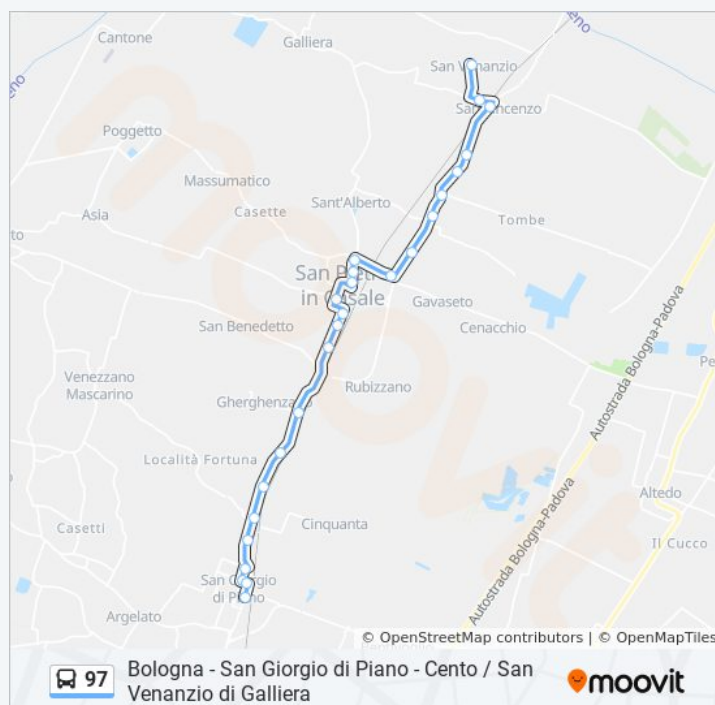 Reno
Cantone
Galliera
San Venanzio
San Vincenzo
Poggetto
Massumatico
Sant'Alberto
Asia
Casette
Tombe
San Pietro
in Casale
Gavaseto
San Benedetto
Cenacchio
Autostrada Bologna-Padova
Venezzano
Mascarino
Rubizzano
Gherghenzano
Località Fortuna
Altedo
Casetti
Cinquanta
Il Cucco
San Giorgio
di Piano
Argelato
Autostrada Bologna-Padova
© OpenStreetMap contributors | © OpenMapTiles
97
Bologna - San Giorgio di Piano - Cento / San
Venanzio di Galliera
moovit